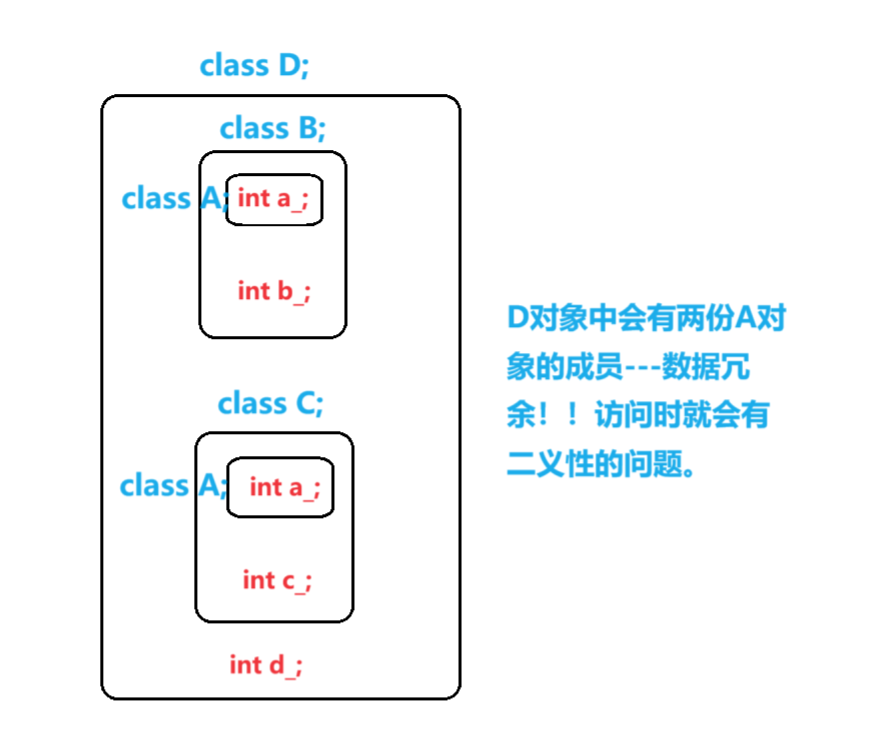 class D;
class B;
class A;
int a_;
int b_;
class C;
class A;
int a_;
int c_;
int d_;
D对象中会有两份A对
象的成员---数据冗
余！！访问时就会有
二义性的问题。